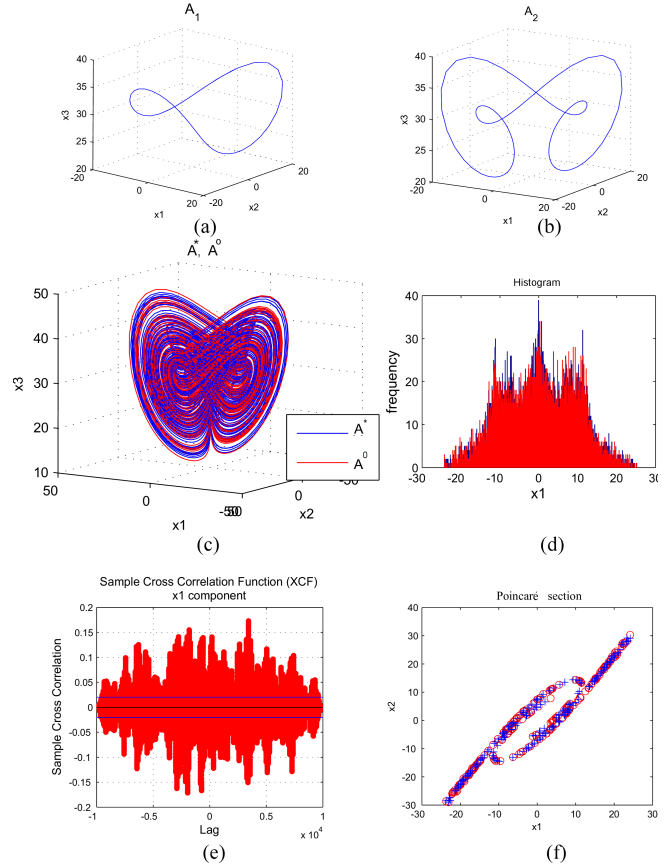 A1
40
35
30
25
20
x3
-20
0
20
x1
-20
0
20
x2
(a)
A2
40
35
30
25
20
x3
-20
0
20
x1
-20
0
20
x2
(b)
A*, A°
50
40
30
20
10
x3
50
0
-50
x1
50
0
-50
x2
A*
A⁰
(c)
Histogram
40
30
20
10
0
frequency
-30
-20
-10
0
10
20
30
x1
(d)
Sample Cross Correlation Function (XCF)
x1 component
0.2
0.15
0.1
0.05
0
-0.05
-0.1
-0.15
-0.2
Sample Cross Correlation
-1
-0.5
0
0.5
1
x 10⁴
Lag
(e)
Poincaré section
40
30
20
10
0
-10
-20
-30
x2
-30
-20
-10
0
10
20
30
x1
(f)